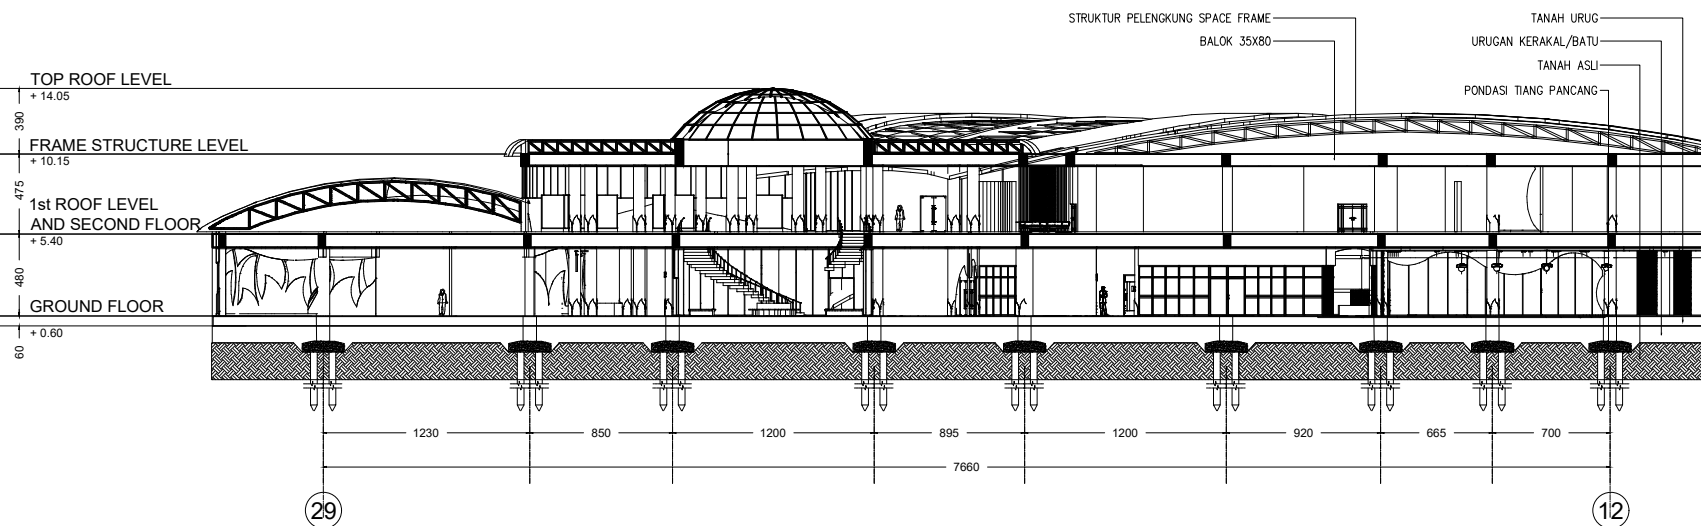 STRUKTUR PELENGKUNG SPACE FRAME
BALOK 35X80
TANAH URUG
URUGAN KERAKAL/BATU
TANAH ASLI
PONDASI TIANG PANCANG
TOP ROOF LEVEL
+ 14.05
390
FRAME STRUCTURE LEVEL
+ 10.15
475
1st ROOF LEVEL
AND SECOND FLOOR
+ 5.40
480
GROUND FLOOR
+ 0.60
60
1230
850
1200
895
1200
920
665
700
7660
29
12